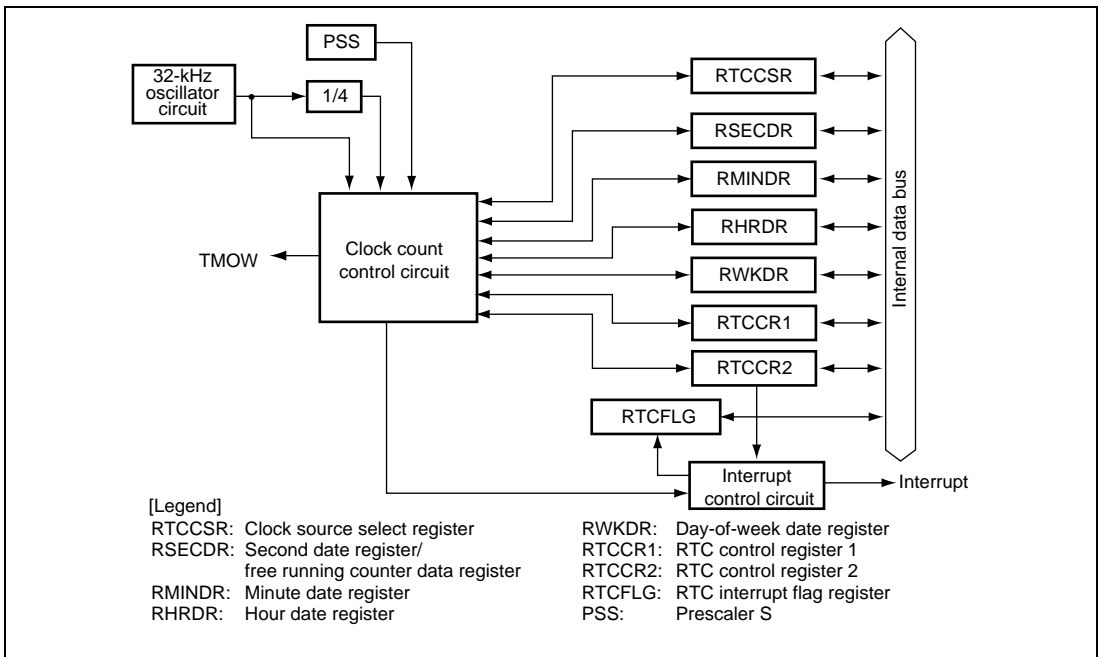 PSS
32-kHz
oscillator
circuit
1/4
RTCCSR
RSECDR
RMINDR
RHRDR
RWKDR
RTCCR1
RTCCR2
RTCFLG
Internal data bus
TMOW
Clock count
control circuit
Interrupt
control circuit
Interrupt
[Legend]
RTCCSR: Clock source select register
RSECDR: Second date register/
free running counter data register
RMINDR: Minute date register
RHRDR: Hour date register
RWKDR: Day-of-week date register
RTCCR1: RTC control register 1
RTCCR2: RTC control register 2
RTCFLG: RTC interrupt flag register
PSS: Prescaler S